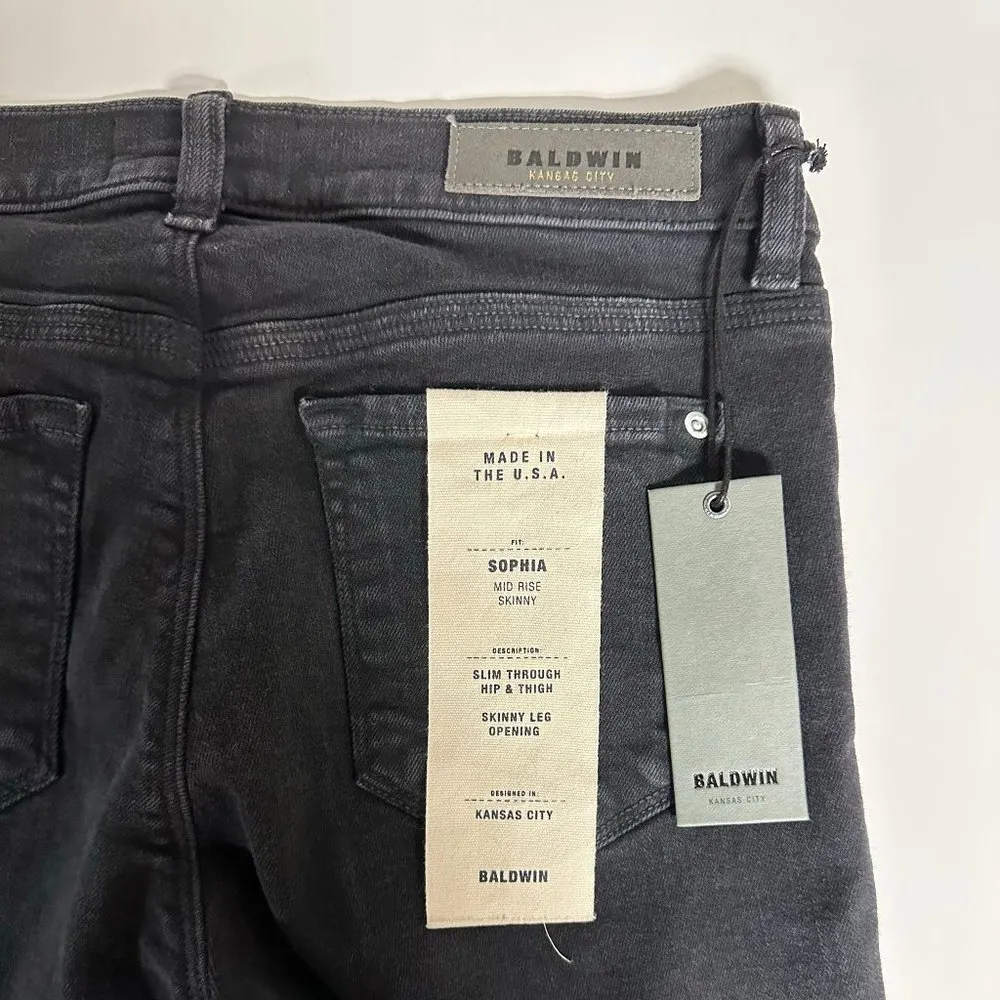 BALDWIN
KANSAS CITY
MADE IN
THE U.S.A.
FIT:
SOPHIA
MID RISE
SKINNY
DESCRIPTION:
SLIM THROUGH
HIP & THIGH
SKINNY LEG
OPENING
DESIGNED IN:
KANSAS CITY
BALDWIN
BALDWIN
KANSAS CITY